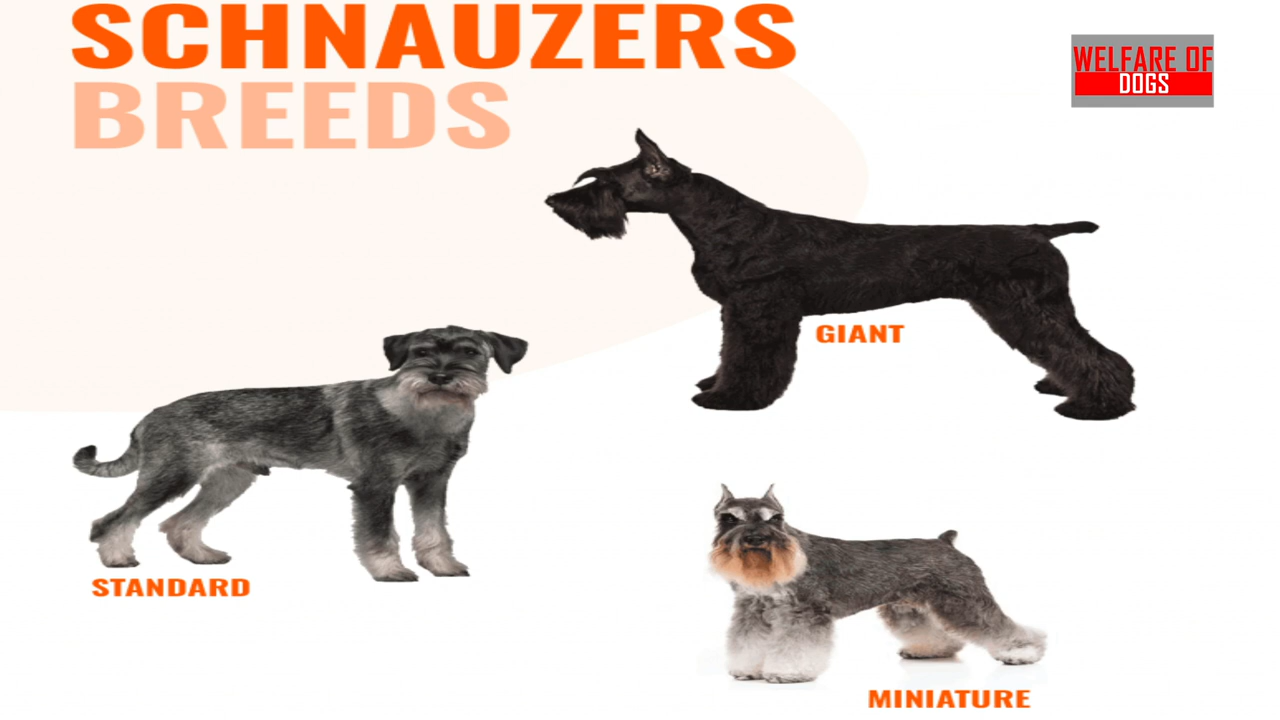 SCHNAUZERS
BREEDS
WELFARE OF
DOGS
GIANT
STANDARD
MINIATURE